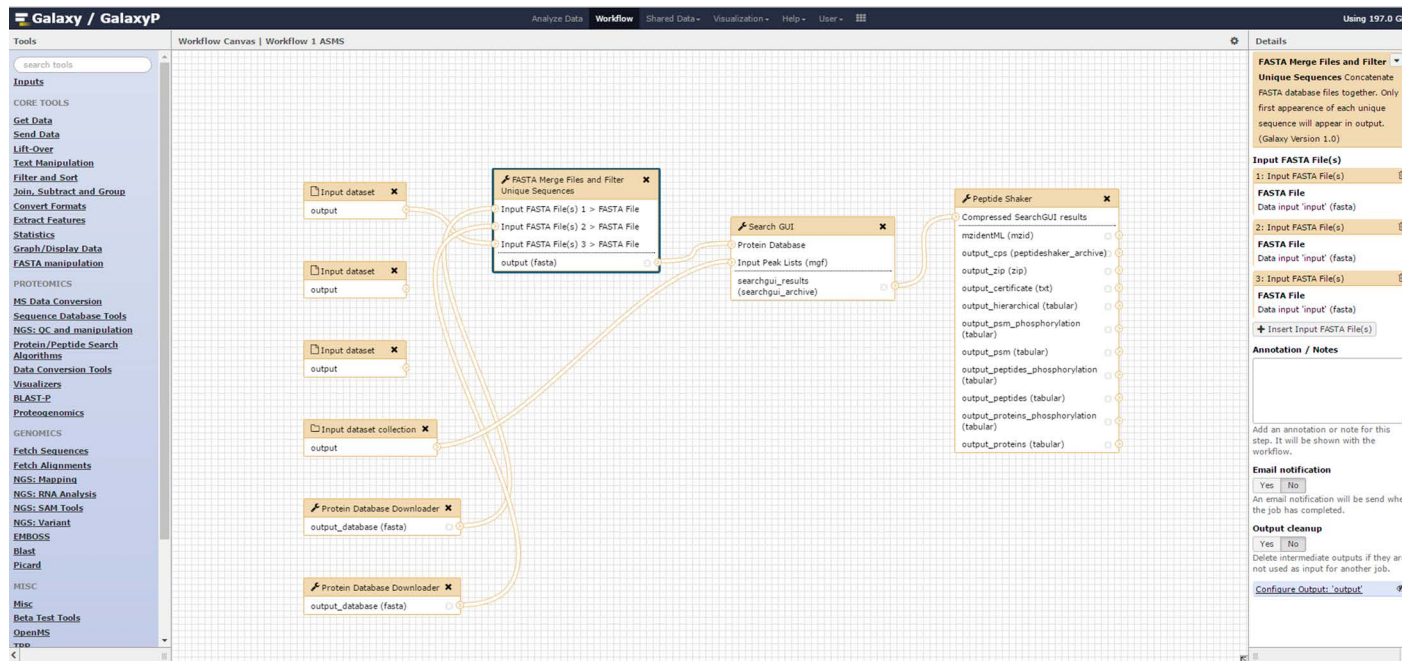 Galaxy / GalaxyP
Analyze Data Workflow Shared Data Visualization Help User
Using 197.0 G
Tools
Workflow Canvas | Workflow 1 ASMS
Details
search tools
Inputs
CORE TOOLS
Get Data
Send Data
Lift-Over
Text Manipulation
Filter and Sort
Join, Subtract and Group
Convert Formats
Extract Features
Statistics
Graph/Display Data
FASTA manipulation
PROTEOMICS
MS Data Conversion
Sequence Database Tools
NGS: QC and manipulation
Protein/Peptide Search
Algorithms
Data Conversion Tools
Visualizers
BLAST-P
Proteogenomics
GENOMICS
Fetch Sequences
Fetch Alignments
NGS: Mapping
NGS: RNA Analysis
NGS: SAM Tools
NGS: Variant
EMBOSS
Blast
Picard
MISC
Misc
Beta Test Tools
OpenMS
TPP
Input dataset
output
Input dataset
output
Input dataset
output
Input dataset collection
output
Protein Database Downloader
output_database (fasta)
Protein Database Downloader
output_database (fasta)
FASTA Merge Files and Filter
Unique Sequences
Input FASTA File(s) 1 > FASTA File
Input FASTA File(s) 2 > FASTA File
Input FASTA File(s) 3 > FASTA File
output (fasta)
Search GUI
Protein Database
Input Peak Lists (mgf)
searchgui_results
(searchgui_archive)
Peptide Shaker
Compressed SearchGUI results
mzidentML (mzid)
output_cps (peptideshaker_archive)
output_zip (zip)
output_certificate (txt)
output_hierarchical (tabular)
output_psm_phosphorylation
(tabular)
output_psm (tabular)
output_peptides_phosphorylation
(tabular)
output_peptides (tabular)
output_proteins_phosphorylation
(tabular)
output_proteins (tabular)
FASTA Merge Files and Filter
Unique Sequences Concatenate
FASTA database files together. Only
first appearence of each unique
sequence will appear in output.
(Galaxy Version 1.0)
Input FASTA File(s)
1: Input FASTA File(s)
FASTA File
Data input 'input' (fasta)
2: Input FASTA File(s)
FASTA File
Data input 'input' (fasta)
3: Input FASTA File(s)
FASTA File
Data input 'input' (fasta)
+ Insert Input FASTA File(s)
Annotation / Notes
Add an annotation or note for this
step. It will be shown with the
workflow.
Email notification
Yes No
An email notification will be send whe
the job has completed.
Output cleanup
Yes No
Delete intermediate outputs if they ar
not used as input for another job.
Configure Output: 'output'